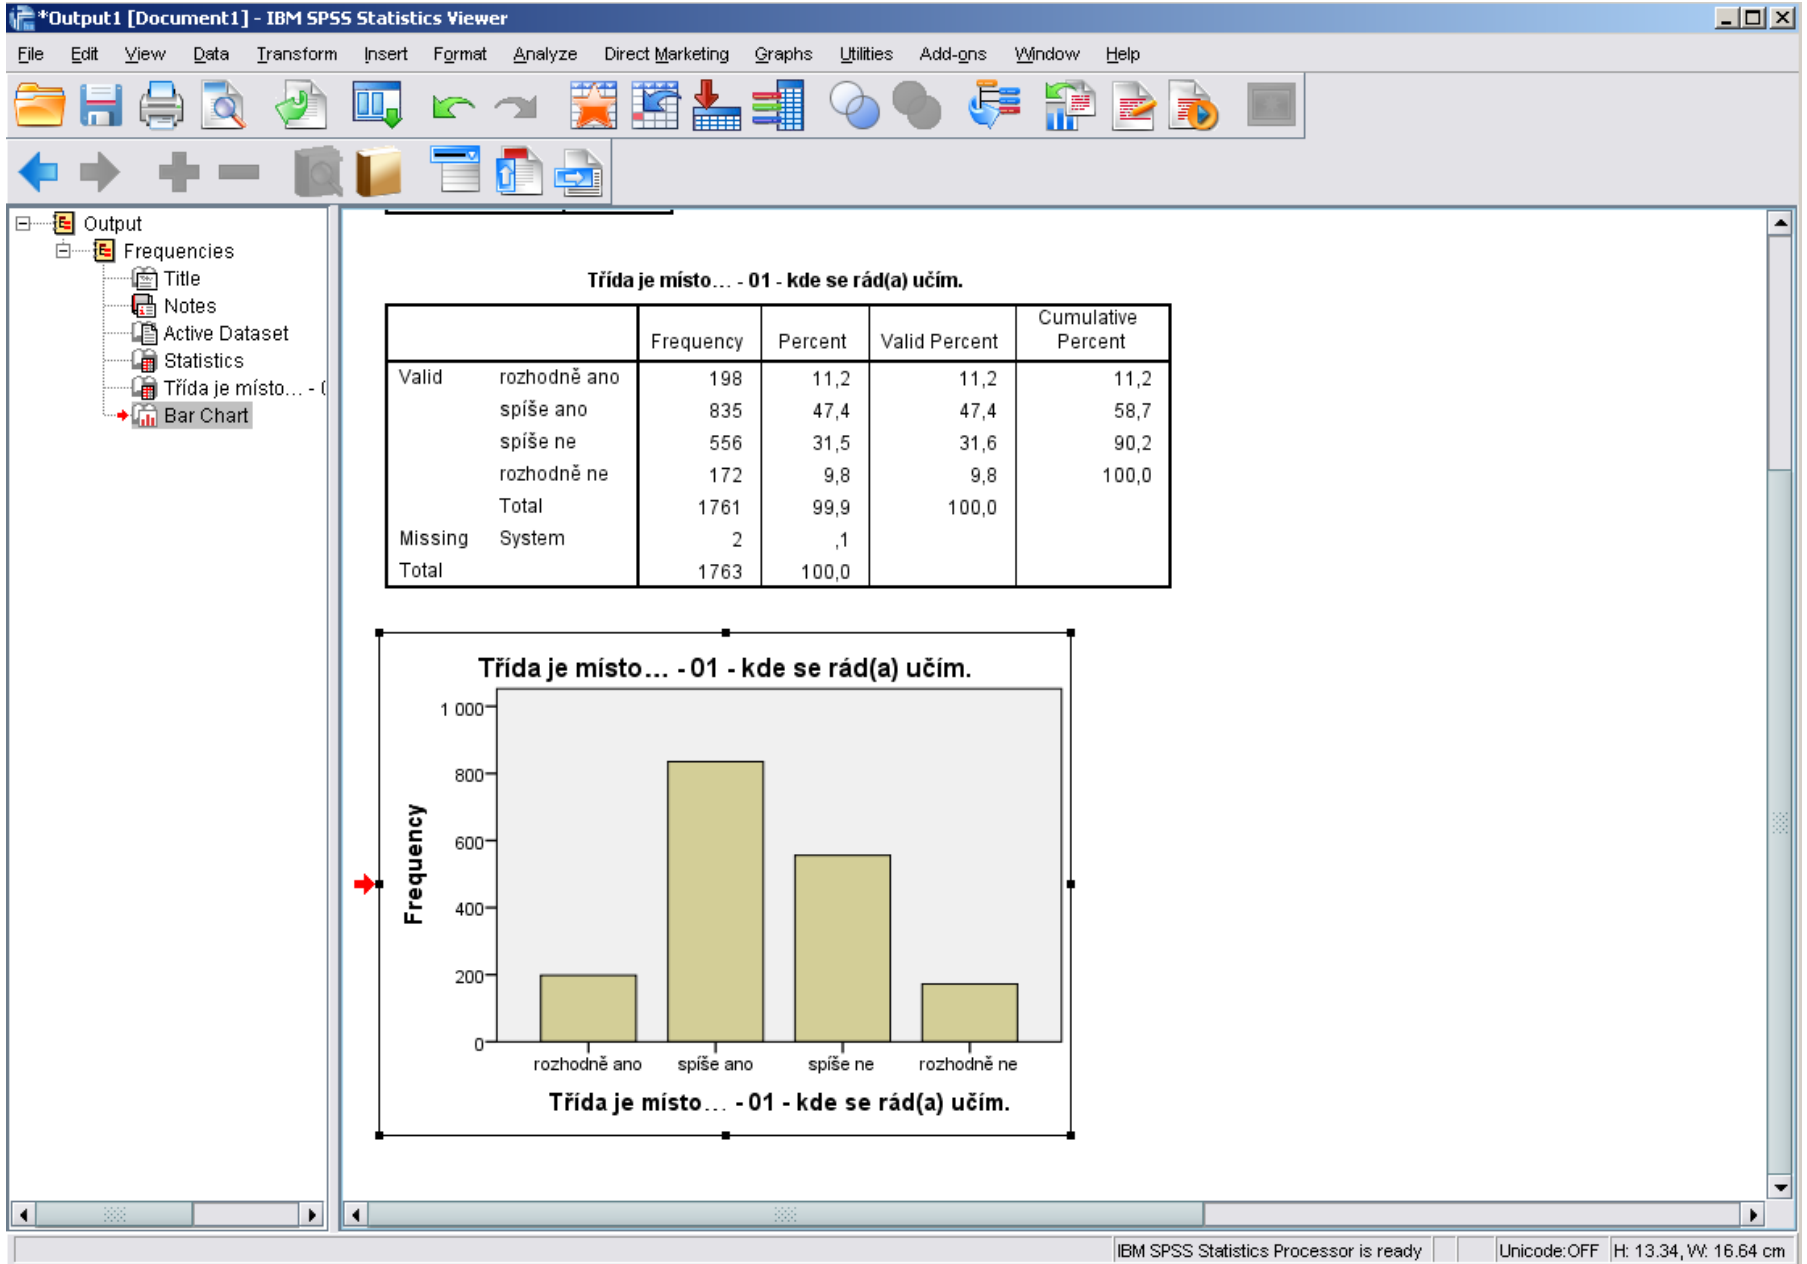 *Output1 [Document1] - IBM SPSS Statistics Viewer
File Edit View Data Transform Insert Format Analyze Direct Marketing Graphs Utilities Add-ons Window Help
Output
Frequencies
Title
Notes
Active Dataset
Statistics
Třída je místo... - 0
Bar Chart
Třída je místo... - 01 - kde se rád(a) učím.
Frequency Percent Valid Percent Cumulative Percent
Valid rozhodně ano 198 11,2 11,2 11,2
spíše ano 835 47,4 47,4 58,7
spíše ne 556 31,5 31,6 90,2
rozhodně ne 172 9,8 9,8 100,0
Total 1761 99,9 100,0
Missing System 2 ,1
Total 1763 100,0
Třída je místo... - 01 - kde se rád(a) učím.
Frequency
1 000
800
600
400
200
0
rozhodně ano spíše ano spíše ne rozhodně ne
Třída je místo... - 01 - kde se rád(a) učím.
IBM SPSS Statistics Processor is ready Unicode:OFF H: 13.34, W: 16.64 cm